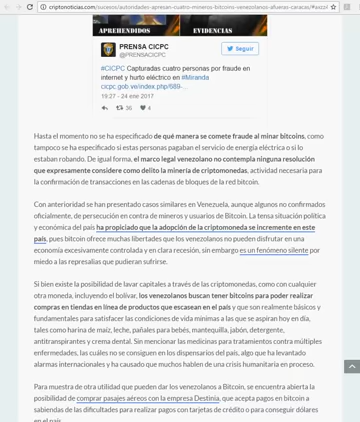 criptonoticias.com/sucesos/autoridades-apresan-cuatro-mineros-bitcoins-venezolanos-afueras-caracas/#axzz4
APREHENDIDOS
EVIDENCIAS
PRENSA CICPC
@PRENSACICPC
Seguir
#CICPC Capturadas cuatro personas por fraude en
internet y hurto eléctrico en #Miranda
cicpc.gob.ve/index.php/689-...
19:27 - 24 ene 2017
36
4
Hasta el momento no se ha especificado de qué manera se comete fraude al minar bitcoins, como
tampoco se ha especificado si estas personas pagaban el servicio de energía eléctrica o si lo
estaban robando. De igual forma, el marco legal venezolano no contempla ninguna resolución
que expresamente considere como delito la minería de criptomonedas, actividad necesaria para
la confirmación de transacciones en las cadenas de bloques de la red bitcoin.
Con anterioridad se han presentado casos similares en Venezuela, aunque algunos no confirmados
oficialmente, de persecución en contra de mineros y usuarios de Bitcoin. La tensa situación política
y económica del país ha propiciado que la adopción de la criptomoneda se incremente en este
país, pues bitcoin ofrece muchas libertades que los venezolanos no pueden disfrutar en una
economía excesivamente controlada y en clara recesión, sin embargo es un fenómeno silente por
miedo a las represalias que pudieran sufrirse.
Si bien existe la posibilidad de lavar capitales a través de las criptomonedas, como con cualquier
otra moneda, incluyendo el bolívar, los venezolanos buscan tener bitcoins para poder realizar
compras en tiendas en línea de productos que escasean en el país y que son realmente básicos y
fundamentales para satisfacer las condiciones de vida mínimas a las que se aspiran hoy en día,
tales como harina de maíz, leche, pañales para bebés, mantequilla, jabón, detergente,
antitranspirantes y crema dental. Sin mencionar las medicinas para tratamientos contra múltiples
enfermedades, las cuáles no se consiguen en los dispensarios del país, algo que ha levantado
alarmas internacionales y ha causado que muchos hablen de una crisis humanitaria en proceso.
Para muestra de otra utilidad que pueden dar los venezolanos a Bitcoin, se encuentra abierta la
posibilidad de comprar pasajes aéreos con la empresa Destinia, que acepta pagos en bitcoin a
sabiendas de las dificultades para realizar pagos con tarjetas de crédito o para conseguir dólares
en el país.